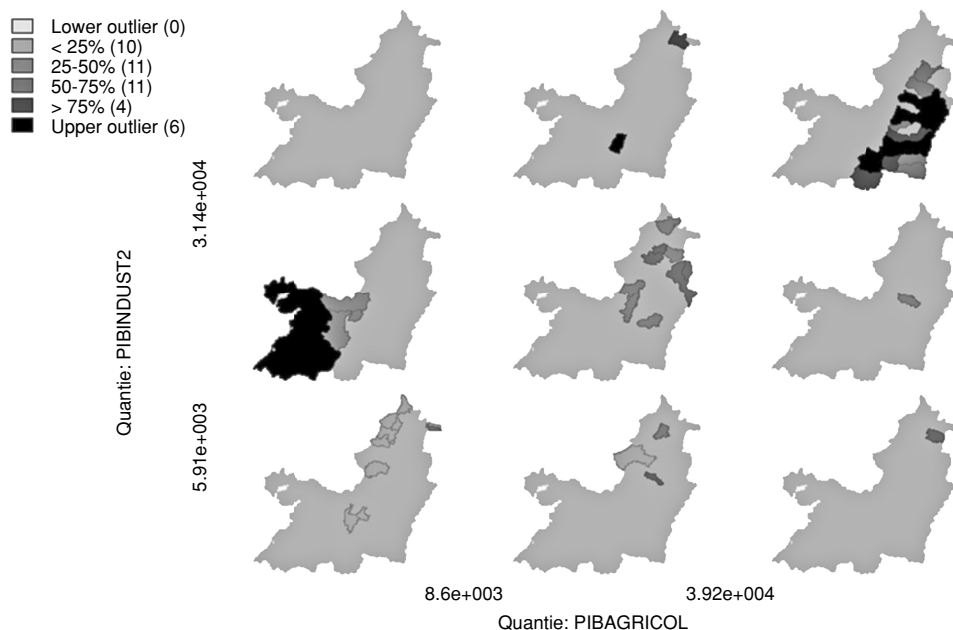 Lower outlier (0)
< 25% (10)
25-50% (11)
50-75% (11)
> 75% (4)
Upper outlier (6)
Quantie: PIBINDUST2
3.14e+004
5.91e+003
8.6e+003
3.92e+004
Quantie: PIBAGRICOL